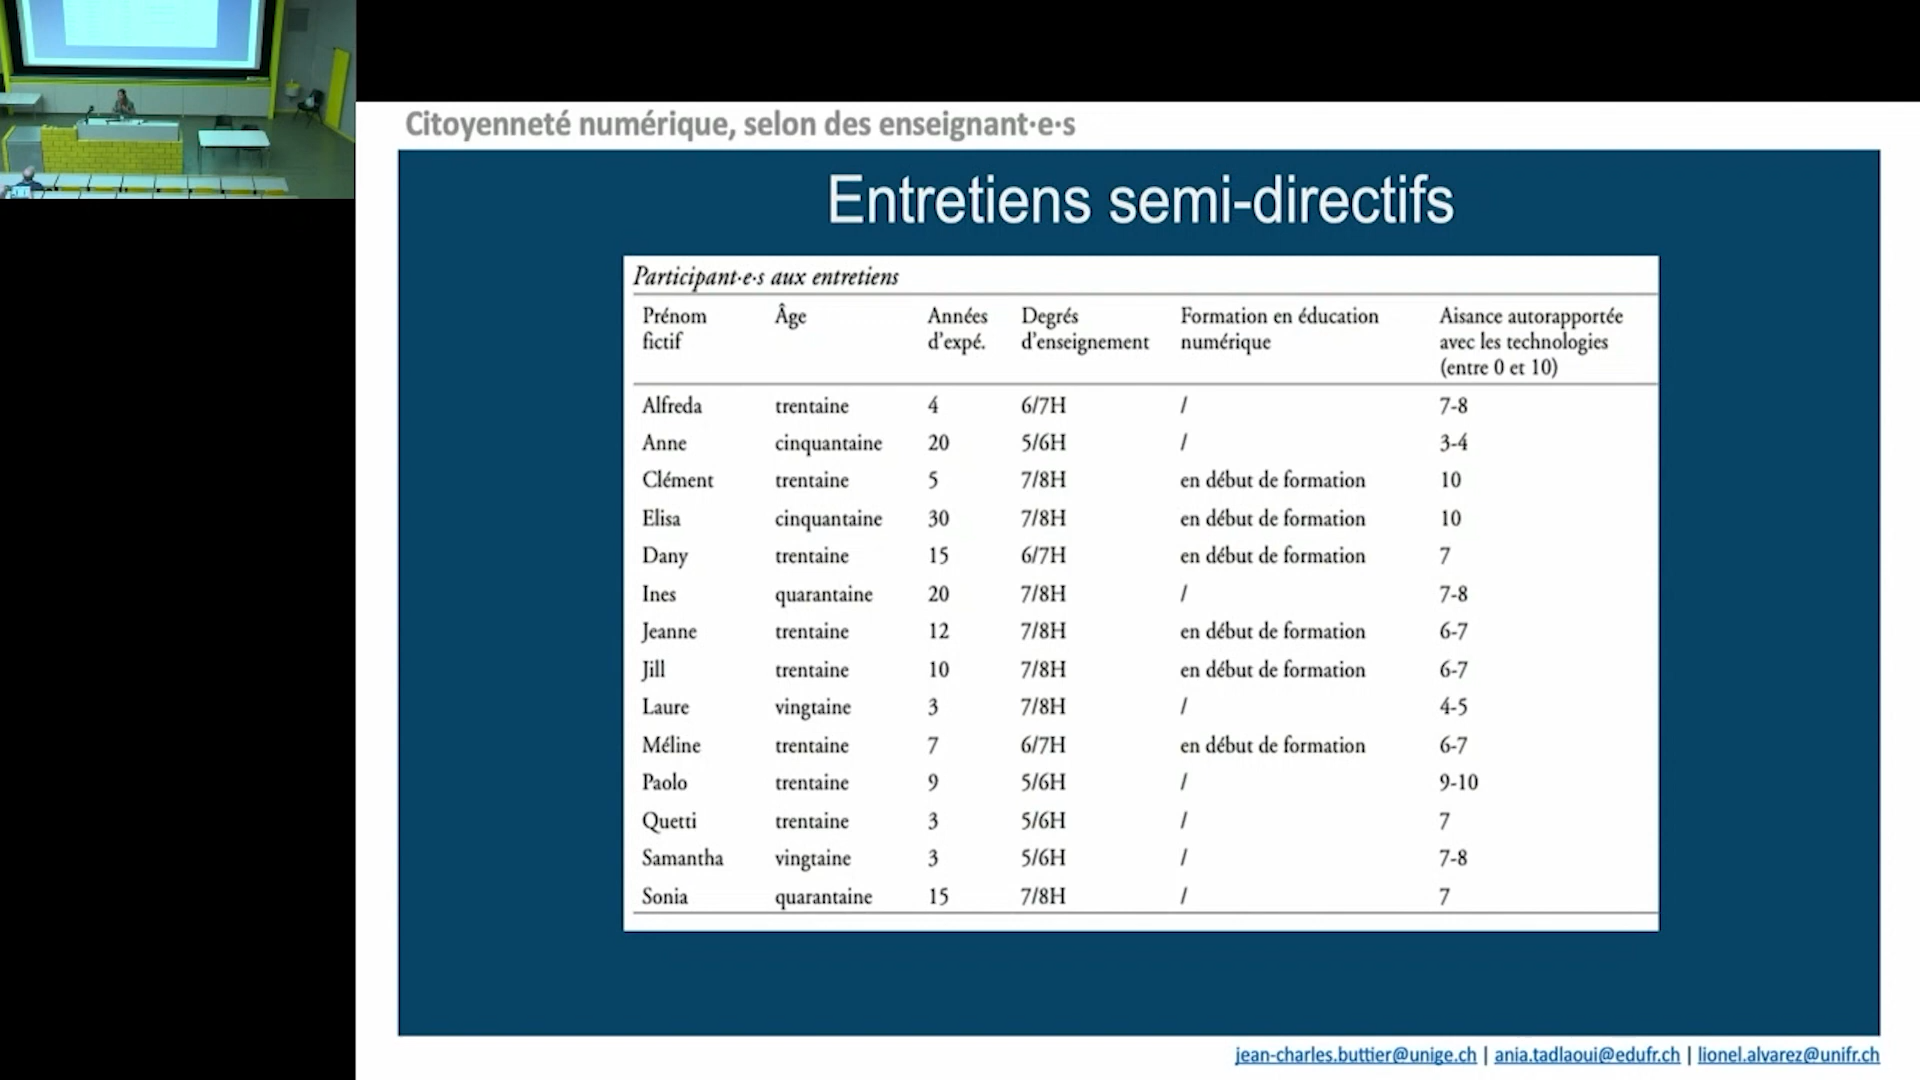 Citoyenneté numérique, selon des enseignant·e·s
Entretiens semi-directifs
Participant·e·s aux entretiens
Prénom fictif Âge Années d'expé. Degrés d'enseignement Formation en éducation numérique Aisance autorapportée avec les technologies (entre 0 et 10)
Alfreda trentaine 4 6/7H / 7-8
Anne cinquantaine 20 5/6H / 3-4
Clément trentaine 5 7/8H en début de formation 10
Elisa cinquantaine 30 7/8H en début de formation 10
Dany trentaine 15 6/7H en début de formation 7
Ines quarantaine 20 7/8H / 7-8
Jeanne trentaine 12 7/8H en début de formation 6-7
Jill trentaine 10 7/8H en début de formation 6-7
Laure vingtaine 3 7/8H / 4-5
Méline trentaine 7 6/7H en début de formation 6-7
Paolo trentaine 9 5/6H / 9-10
Quetti trentaine 3 5/6H / 7
Samantha vingtaine 3 5/6H / 7-8
Sonia quarantaine 15 7/8H / 7
jean-charles.buttier@unige.ch | ania.tadlaoui@edufr.ch | lionel.alvarez@unifr.ch